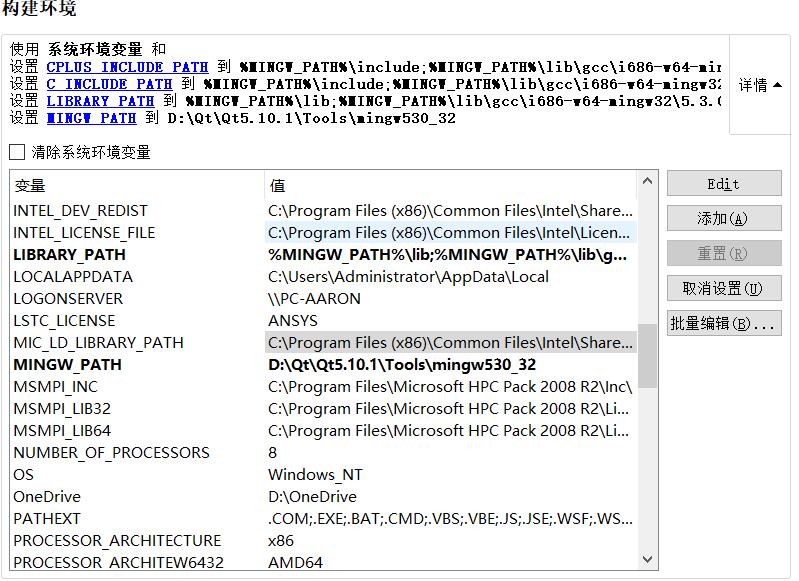 构建环境
使用 系统环境变量 和
设置 CPLUS_INCLUDE_PATH 到 %MINGW_PATH%\include;%MINGW_PATH%\lib\gcc\i686-w64-min
设置 C_INCLUDE_PATH 到 %MINGW_PATH%\include;%MINGW_PATH%\lib\gcc\i686-w64-mingw32
设置 LIBRARY_PATH 到 %MINGW_PATH%\lib;%MINGW_PATH%\lib\gcc\i686-w64-mingw32\5.3.0
设置 MINGW_PATH 到 D:\Qt\Qt5.10.1\Tools\mingw530_32
详情
清除系统环境变量
变量 值
INTEL_DEV_REDIST C:\Program Files (x86)\Common Files\Intel\Share...
INTEL_LICENSE_FILE C:\Program Files (x86)\Common Files\Intel\Licen...
LIBRARY_PATH %MINGW_PATH%\lib;%MINGW_PATH%\lib\g...
LOCALAPPDATA C:\Users\Administrator\AppData\Local
LOGONSERVER \\PC-AARON
LSTC_LICENSE ANSYS
MIC_LD_LIBRARY_PATH C:\Program Files (x86)\Common Files\Intel\Share...
MINGW_PATH D:\Qt\Qt5.10.1\Tools\mingw530_32
MSMPI_INC C:\Program Files\Microsoft HPC Pack 2008 R2\Inc\
MSMPI_LIB32 C:\Program Files\Microsoft HPC Pack 2008 R2\Li...
MSMPI_LIB64 C:\Program Files\Microsoft HPC Pack 2008 R2\Li...
NUMBER_OF_PROCESSORS 8
OS Windows_NT
OneDrive D:\OneDrive
PATHEXT .COM;.EXE;.BAT;.CMD;.VBS;.VBE;.JS;.JSE;.WSF;.WS...
PROCESSOR_ARCHITECTURE x86
PROCESSOR_ARCHITEW6432 AMD64
Edit
添加(A)
重置(R)
取消设置(U)
批量编辑(B)...